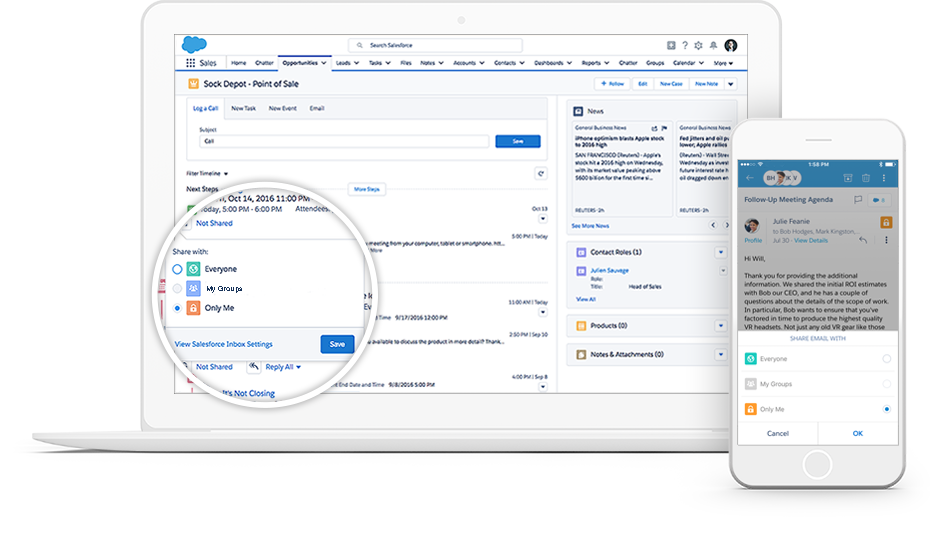 Search Salesforce
Sales
Home
Chatter
Opportunities
Leads
Tasks
Files
Notes
Accounts
Contacts
Dashboards
Reports
Chatter
Groups
Calendar
More
Sock Depot - Point of Sale
+ Follow
Edit
New Case
New Note
Log a Call
New Task
New Event
Email
Subject
Call
Save
Filter Timeline
Next Steps
More Steps
Oct 14, 2016 11:00 PM
Today, 5:00 PM - 6:00 PM
Attendees
Not Shared
Share with:
Everyone
My Groups
Only Me
View Salesforce Inbox Settings
Save
Not Shared
Reply All
It's Not Closing
Oct 13
5:00 PM | Today
meeting from your computer, tablet or smartphone. hit...
11:00 AM | Today
Time 9/17/2016 12:00 PM
2:50 PM | Sep 10
available to discuss the product in more detail? Thank...
4:00 PM | Sep 8
End Date and Time 9/8/2016 5:00 PM
News
General Business News
iPhone optimism blasts Apple stock
to 2016 high
SAN FRANCISCO (Reuters) - Apple's
stock hit a 2016 high on Wednesday,
with its market value peaking above
$600 billion for the first time si...
REUTERS · 2h
General Business News
Fed jitters and oil pu
lower, Apple rallies
(Reuters) - Wall Stree
Wednesday as invest
future interest rate h
oil dragged down en
REUTERS · 2h
See More News
Contact Roles (1)
Julien Sauvage
Role:
Title:
Head of Sales
View All
Products (0)
Notes & Attachments (0)
1:58 PM
BH
K
V
Follow-Up Meeting Agenda
8
Julie Feanie
to Bob Hodges, Mark Kingston,...
Profile
Jul 30 · View Details
Hi Will,
Thank you for providing the additional
information. We shared the initial ROI estimates
with Bob our CEO, and he has a couple of
questions about the details of the scope of work.
In particular, Bob wants to ensure that you've
factored in time to produce the highest quality
VR headsets. Not just any old VR gear like those
SHARE EMAIL WITH
Everyone
My Groups
Only Me
Cancel
OK